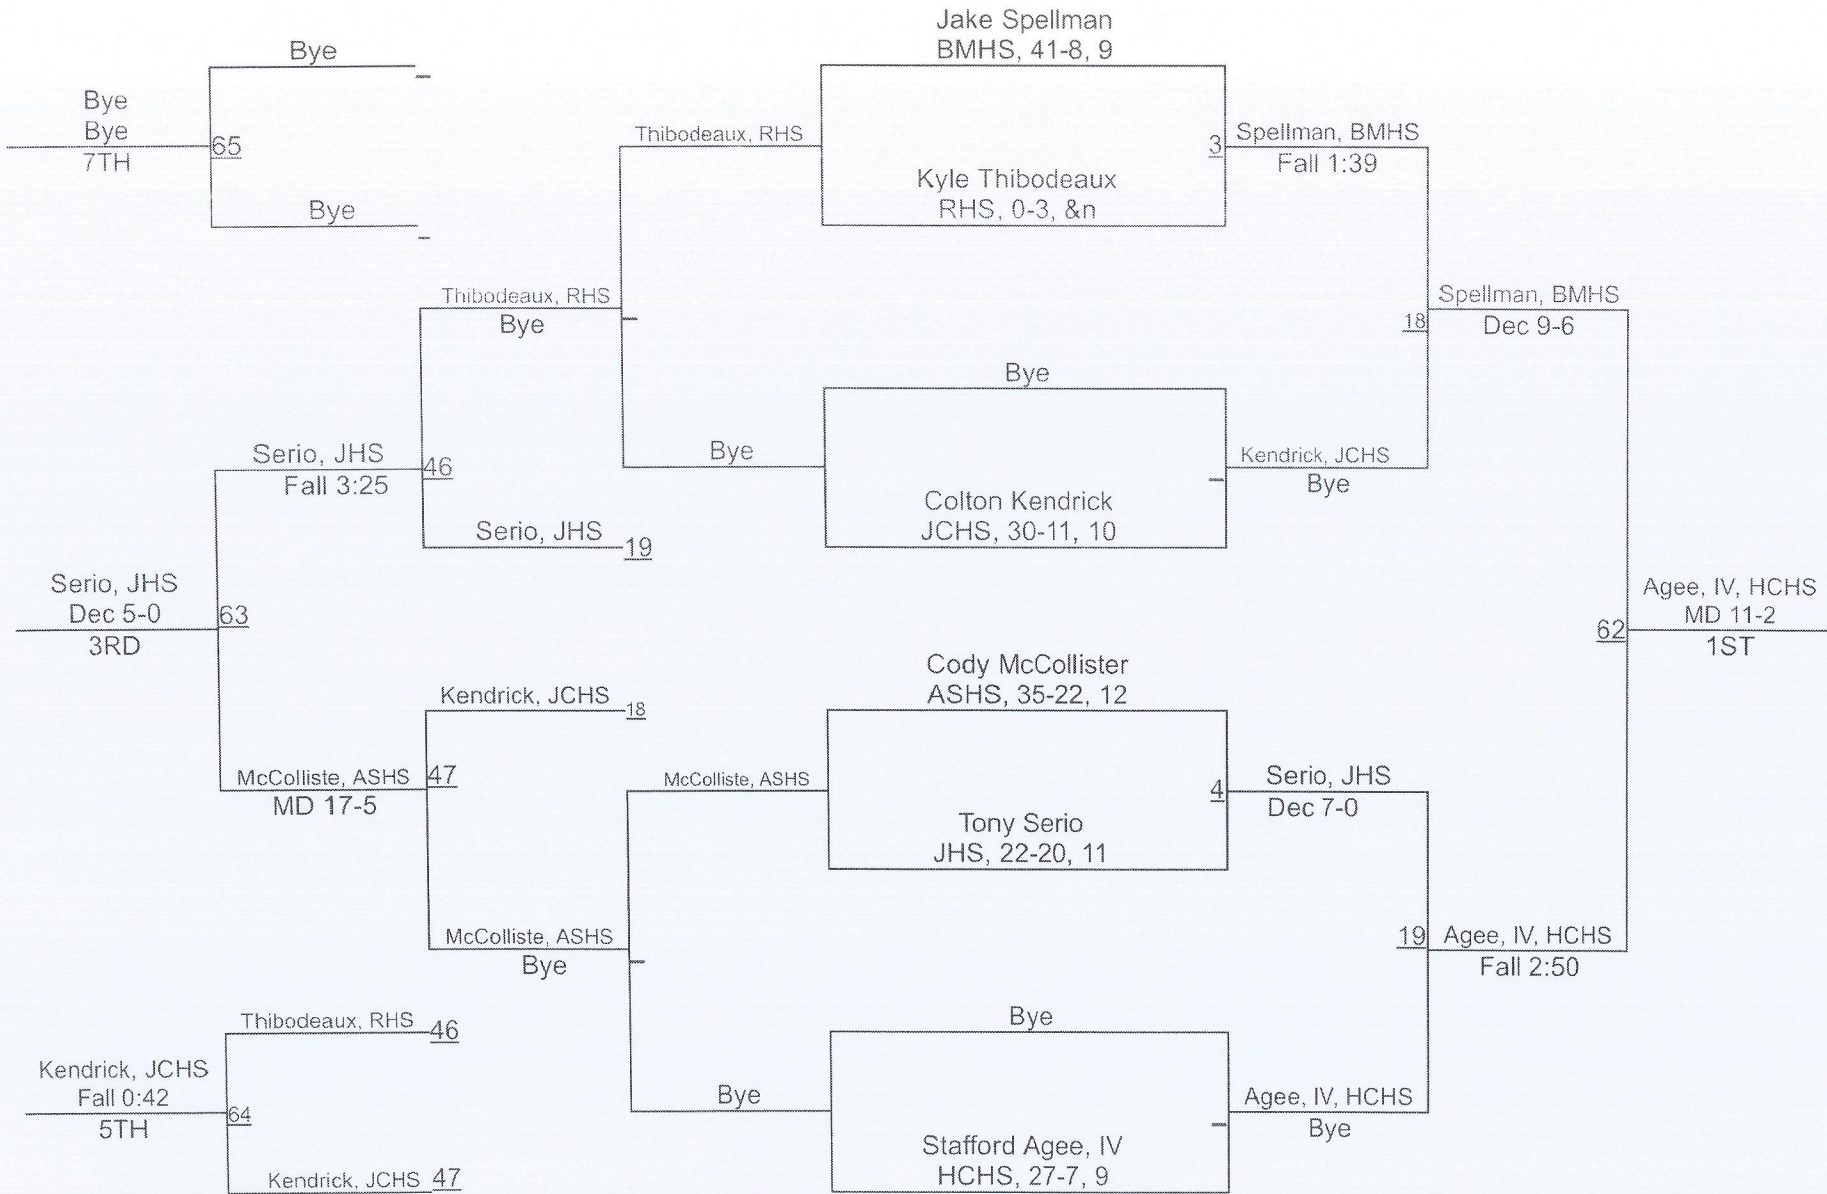 Jake Spellman
BMHS, 41-8, 9
Bye
Bye
Bye
7TH
65
Bye
Thibodeaux, RHS
3
Spellman, BMHS
Fall 1:39
Kyle Thibodeaux
RHS, 0-3, &n
Thibodeaux, RHS
Bye
Spellman, BMHS
18
Dec 9-6
Bye
Serio, JHS
Fall 3:25
46
Bye
Kendrick, JCHS
Bye
Colton Kendrick
JCHS, 30-11, 10
Serio, JHS
19
Serio, JHS
Dec 5-0
3RD
63
Agee, IV, HCHS
MD 11-2
1ST
62
Cody McCollister
ASHS, 35-22, 12
Kendrick, JCHS
18
McColliste, ASHS
47
MD 17-5
McColliste, ASHS
4
Serio, JHS
Dec 7-0
Tony Serio
JHS, 22-20, 11
McColliste, ASHS
Bye
19
Agee, IV, HCHS
Fall 2:50
Thibodeaux, RHS
46
Bye
Kendrick, JCHS
Fall 0:42
5TH
64
Bye
Agee, IV, HCHS
Bye
Stafford Agee, IV
HCHS, 27-7, 9
Kendrick, JCHS
47